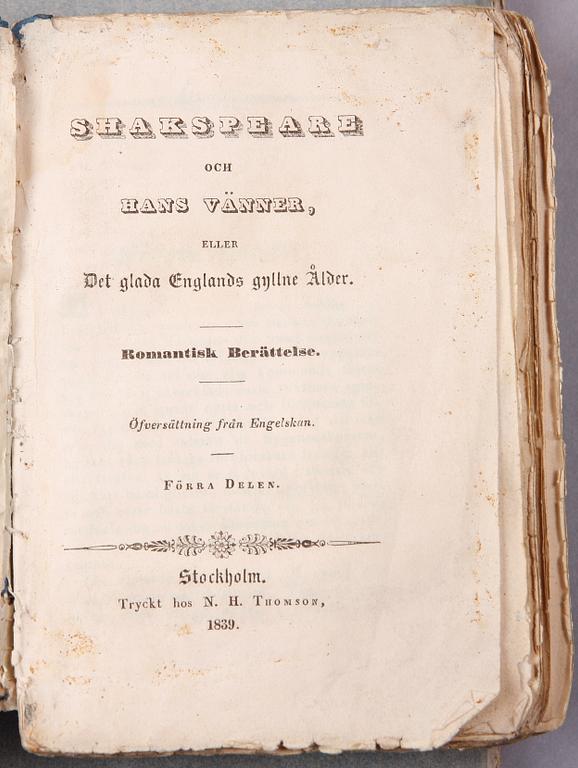 SHAKSPEARE
OCH
HANS VÄNNER,
ELLER
Det glada Englands gyllne Ålder.
Romantisk Berättelse.
Öfversättning från Engelskan.
FÖRRA DELEN.
Stockholm.
Tryckt hos N. H. THOMSON,
1839.